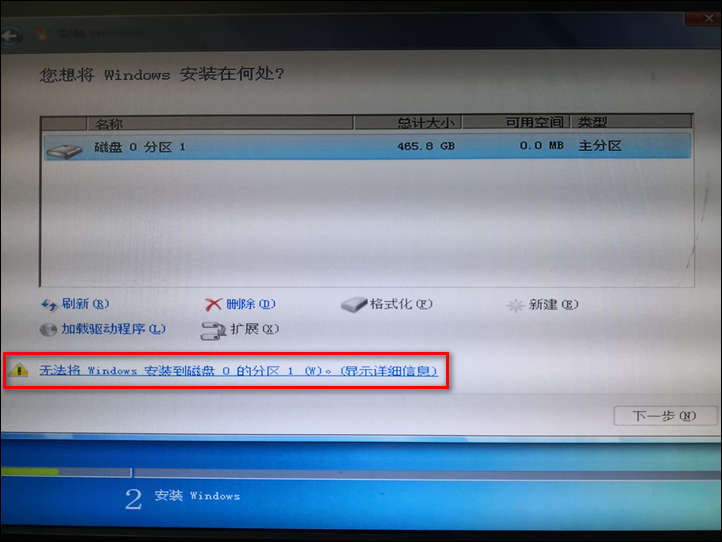 您想将 Windows 安装在何处?
名称 总计大小 可用空间 类型
磁盘 0 分区 1 465.8 GB 0.0 MB 主分区
刷新(R) 删除(D) 格式化(F) 新建(E)
加载驱动程序(L) 扩展(X)
无法将 Windows 安装到磁盘 0 的分区 1 (W)。(显示详细信息)
下一步(N)
2 安装 Windows